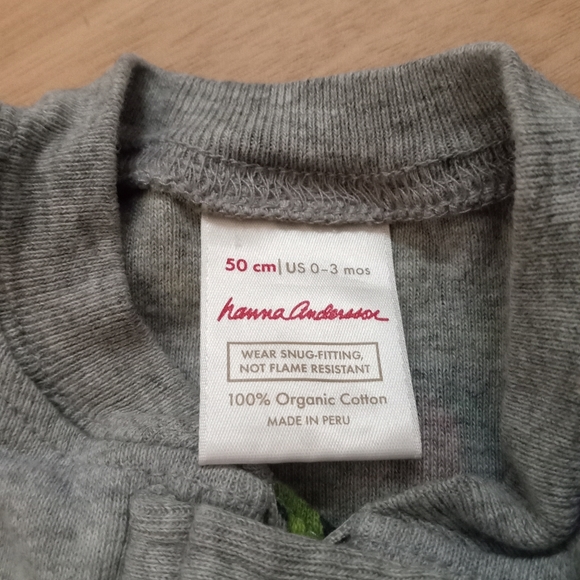 50 cm| US 0-3 mos
hanna Andersson
WEAR SNUG-FITTING,
NOT FLAME RESISTANT
100% Organic Cotton
MADE IN PERU